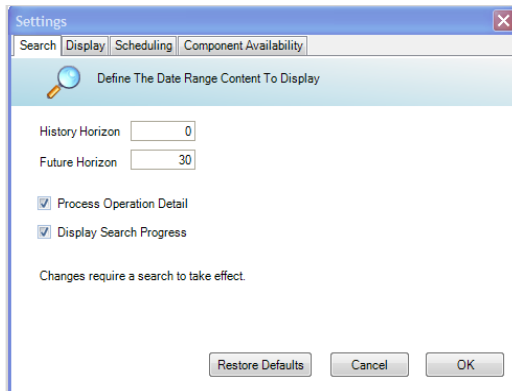 Settings
Search Display Scheduling Component Availability
Define The Date Range Content To Display
History Horizon 0
Future Horizon 30
Process Operation Detail
Display Search Progress
Changes require a search to take effect.
Restore Defaults Cancel OK